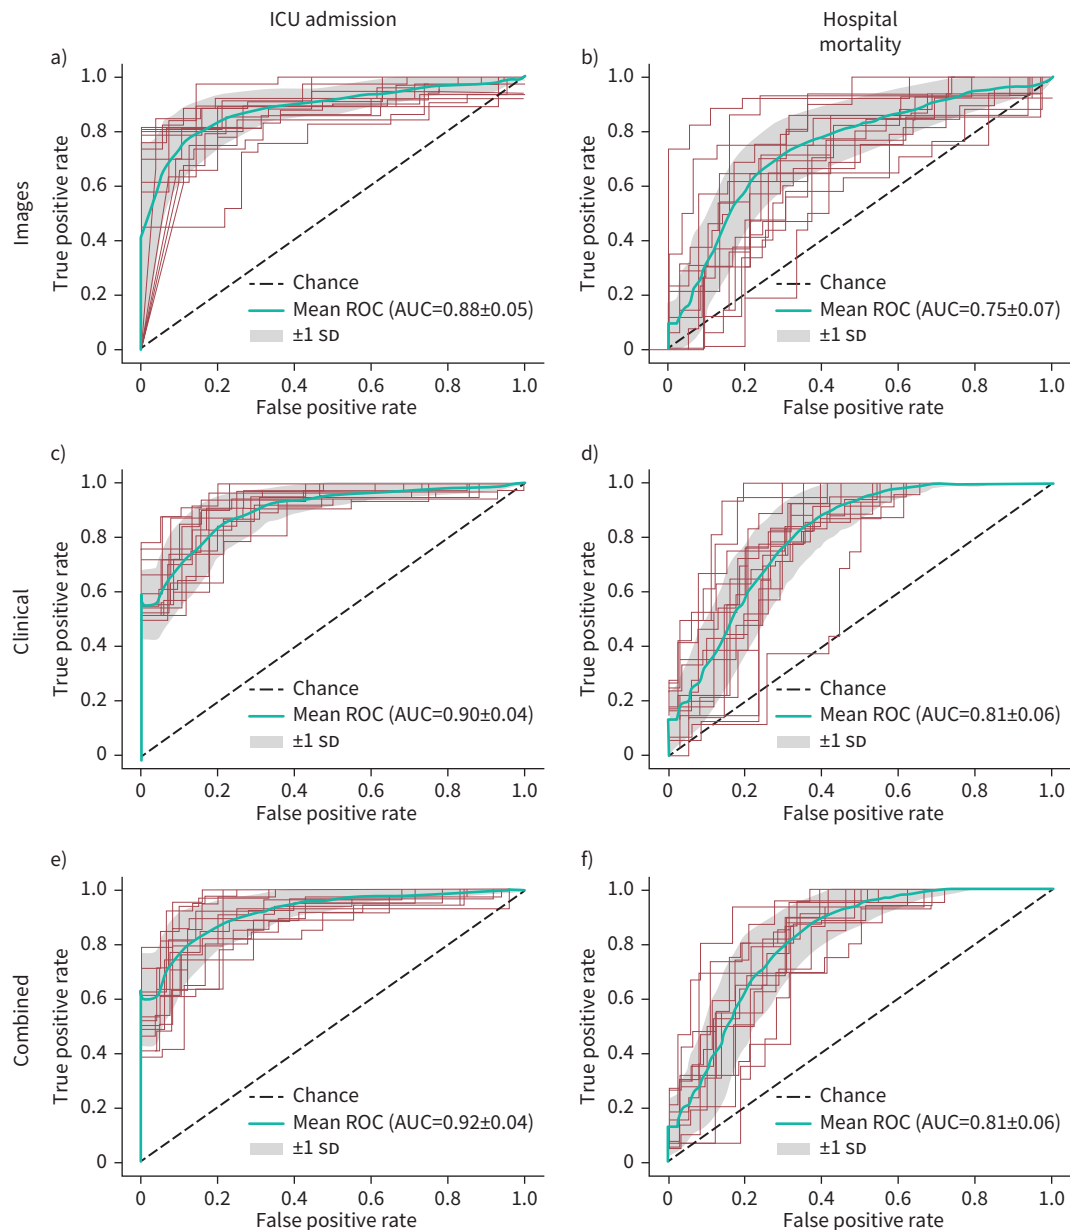 ICU admission
Hospital
mortality
Images
a)
True positive rate
1.0
0.8
0.6
0.4
0.2
0
Chance
Mean ROC (AUC=0.88±0.05)
±1 SD
0 0.2 0.4 0.6 0.8 1.0
False positive rate
b)
True positive rate
1.0
0.8
0.6
0.4
0.2
0
Chance
Mean ROC (AUC=0.75±0.07)
±1 SD
0 0.2 0.4 0.6 0.8 1.0
False positive rate
Clinical
c)
True positive rate
1.0
0.8
0.6
0.4
0.2
0
Chance
Mean ROC (AUC=0.90±0.04)
±1 SD
0 0.2 0.4 0.6 0.8 1.0
False positive rate
d)
True positive rate
1.0
0.8
0.6
0.4
0.2
0
Chance
Mean ROC (AUC=0.81±0.06)
±1 SD
0 0.2 0.4 0.6 0.8 1.0
False positive rate
Combined
e)
True positive rate
1.0
0.8
0.6
0.4
0.2
0
Chance
Mean ROC (AUC=0.92±0.04)
±1 SD
0 0.2 0.4 0.6 0.8 1.0
False positive rate
f)
True positive rate
1.0
0.8
0.6
0.4
0.2
0
Chance
Mean ROC (AUC=0.81±0.06)
±1 SD
0 0.2 0.4 0.6 0.8 1.0
False positive rate